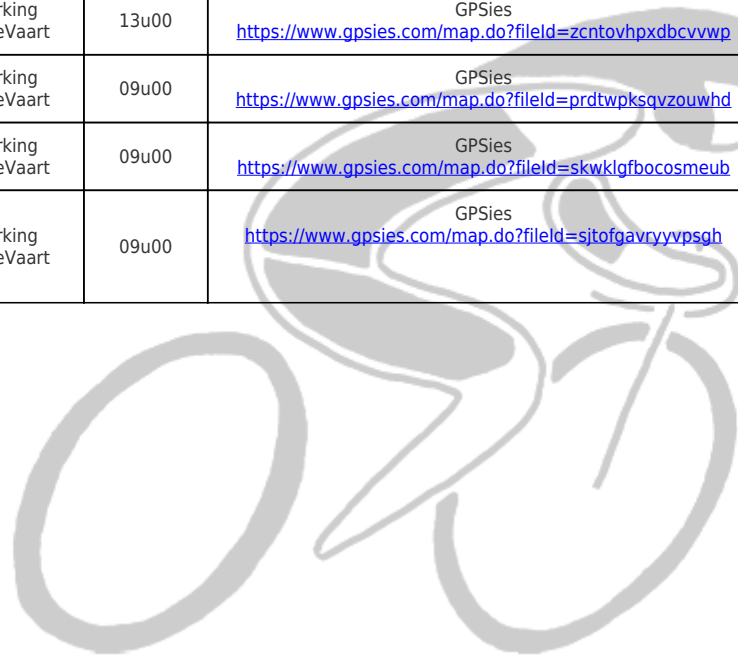 rking
eVaart
13u00
GPSies
https://www.gpsies.com/map.do?fileId=zcntovhpxdbcvvwp
rking
eVaart
09u00
GPSies
https://www.gpsies.com/map.do?fileId=prdtwpksqvzouwhd
rking
eVaart
09u00
GPSies
https://www.gpsies.com/map.do?fileId=skwklgfbocosmeub
rking
eVaart
09u00
GPSies
https://www.gpsies.com/map.do?fileId=sjtofgavryyvpsgh